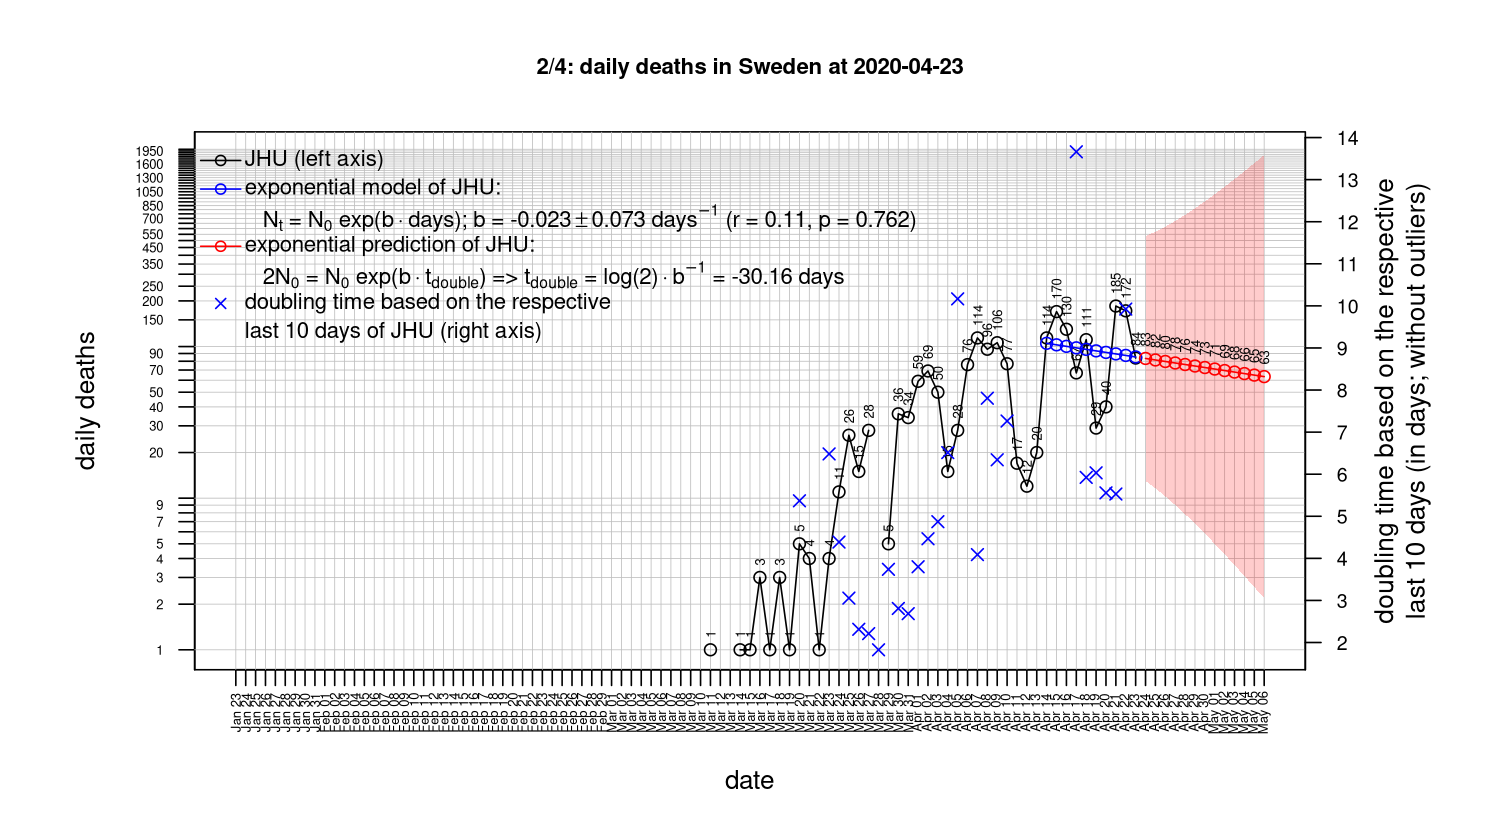 2/4: daily deaths in Sweden at 2020-04-23
JHU (left axis)
exponential model of JHU:
Nt = N0 exp(b · days); b = -0.023 ± 0.073 days−1 (r = 0.11, p = 0.762)
exponential prediction of JHU:
2N0 = N0 exp(b · tdouble) => tdouble = log(2) · b−1 = -30.16 days
doubling time based on the respective
last 10 days of JHU (right axis)
daily deaths
1950
1600
1300
1050
850
700
550
450
350
250
200
150
90
70
50
40
30
20
9
7
5
4
3
2
1
1
1
1
3
1
3
1
5
4
1
4
11
26
15
28
5
36
34
59
69
50
28
76
114
96
106
77
17
12
20
114
170
130
111
29
40
185
172
84
83
82
80
78
76
74
73
71
69
68
66
65
63
14
13
12
11
10
9
8
7
6
5
4
3
2
doubling time based on the respective
last 10 days (in days; without outliers)
Jan 23
Jan 24
Jan 25
Jan 26
Jan 27
Jan 28
Jan 29
Jan 30
Jan 31
Feb 01
Feb 02
Feb 03
Feb 04
Feb 05
Feb 06
Feb 07
Feb 08
Feb 09
Feb 10
Feb 11
Feb 12
Feb 13
Feb 14
Feb 15
Feb 16
Feb 17
Feb 18
Feb 19
Feb 20
Feb 21
Feb 22
Feb 23
Feb 24
Feb 25
Feb 26
Feb 27
Feb 28
Feb 29
Mar 01
Mar 02
Mar 03
Mar 04
Mar 05
Mar 06
Mar 07
Mar 08
Mar 09
Mar 10
Mar 11
Mar 12
Mar 13
Mar 14
Mar 15
Mar 16
Mar 17
Mar 18
Mar 19
Mar 20
Mar 21
Mar 22
Mar 23
Mar 24
Mar 25
Mar 26
Mar 27
Mar 28
Mar 29
Mar 30
Mar 31
Apr 01
Apr 02
Apr 03
Apr 04
Apr 05
Apr 06
Apr 07
Apr 08
Apr 09
Apr 10
Apr 11
Apr 12
Apr 13
Apr 14
Apr 15
Apr 16
Apr 17
Apr 18
Apr 19
Apr 20
Apr 21
Apr 22
Apr 23
Apr 24
Apr 25
Apr 26
Apr 27
Apr 28
Apr 29
Apr 30
May 01
May 02
May 03
May 04
May 05
May 06
date